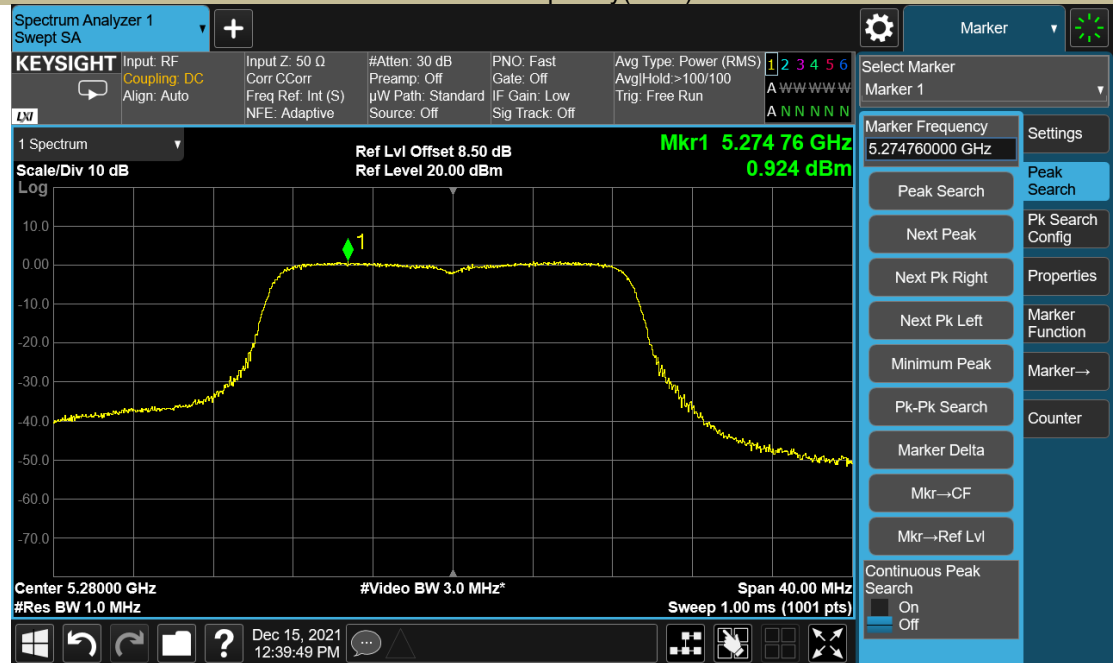 Spectrum Analyzer 1
Swept SA
+
Marker
KEYSIGHT
LXI
Input: RF
Coupling: DC
Align: Auto
Input Z: 50 Ω
Corr CCorr
Freq Ref: Int (S)
NFE: Adaptive
#Atten: 30 dB
Preamp: Off
µW Path: Standard
Source: Off
PNO: Fast
Gate: Off
IF Gain: Low
Sig Track: Off
Avg Type: Power (RMS)
Avg|Hold:>100/100
Trig: Free Run
1 2 3 4 5 6
A W W W W W
A N N N N N
Select Marker
Marker 1
1 Spectrum
Scale/Div 10 dB
Ref Lvl Offset 8.50 dB
Ref Level 20.00 dBm
Mkr1 5.274 76 GHz
0.924 dBm
Log
10.0
0.00
-10.0
-20.0
-30.0
-40.0
-50.0
-60.0
-70.0
1
Center 5.28000 GHz
#Res BW 1.0 MHz
#Video BW 3.0 MHz*
Span 40.00 MHz
Sweep 1.00 ms (1001 pts)
Marker Frequency
5.274760000 GHz
Peak Search
Next Peak
Next Pk Right
Next Pk Left
Minimum Peak
Pk-Pk Search
Marker Delta
Mkr→CF
Mkr→Ref Lvl
Continuous Peak
Search
On
Off
Settings
Peak
Search
Pk Search
Config
Properties
Marker
Function
Marker→
Counter
?
Dec 15, 2021
12:39:49 PM